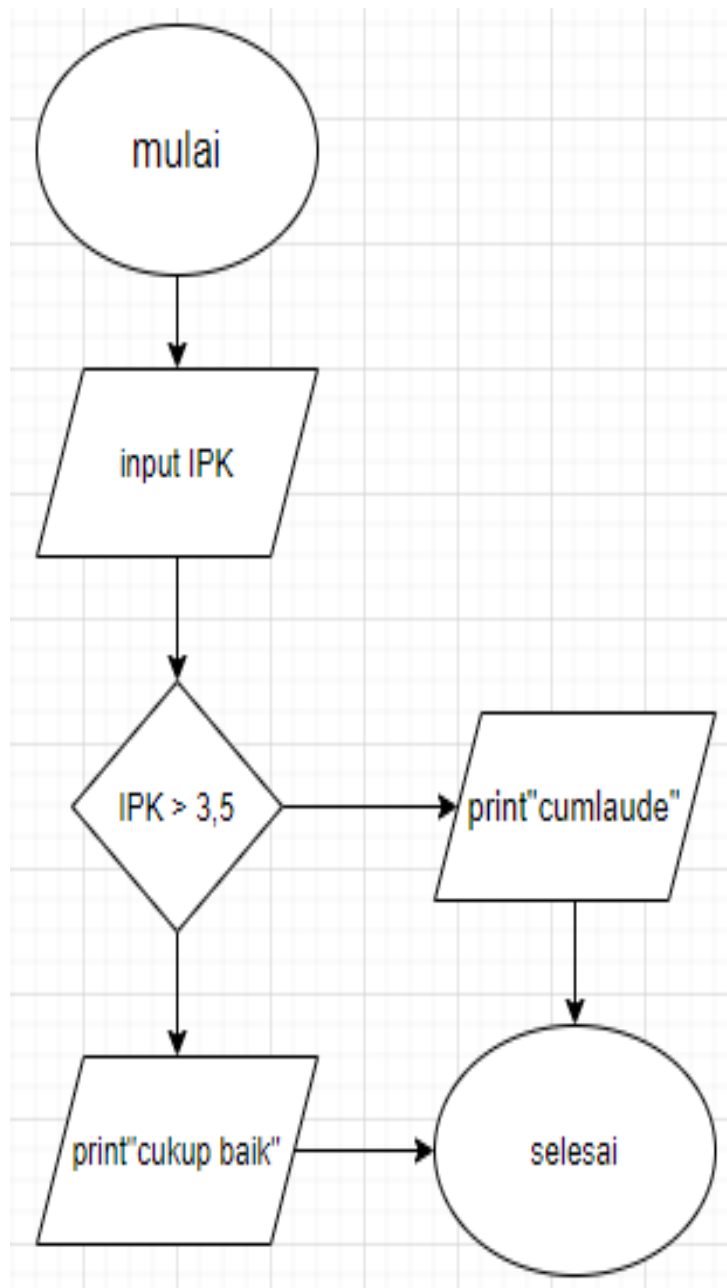 mulai
input IPK
IPK > 3,5
print"cumlaude"
print"cukup baik"
selesai